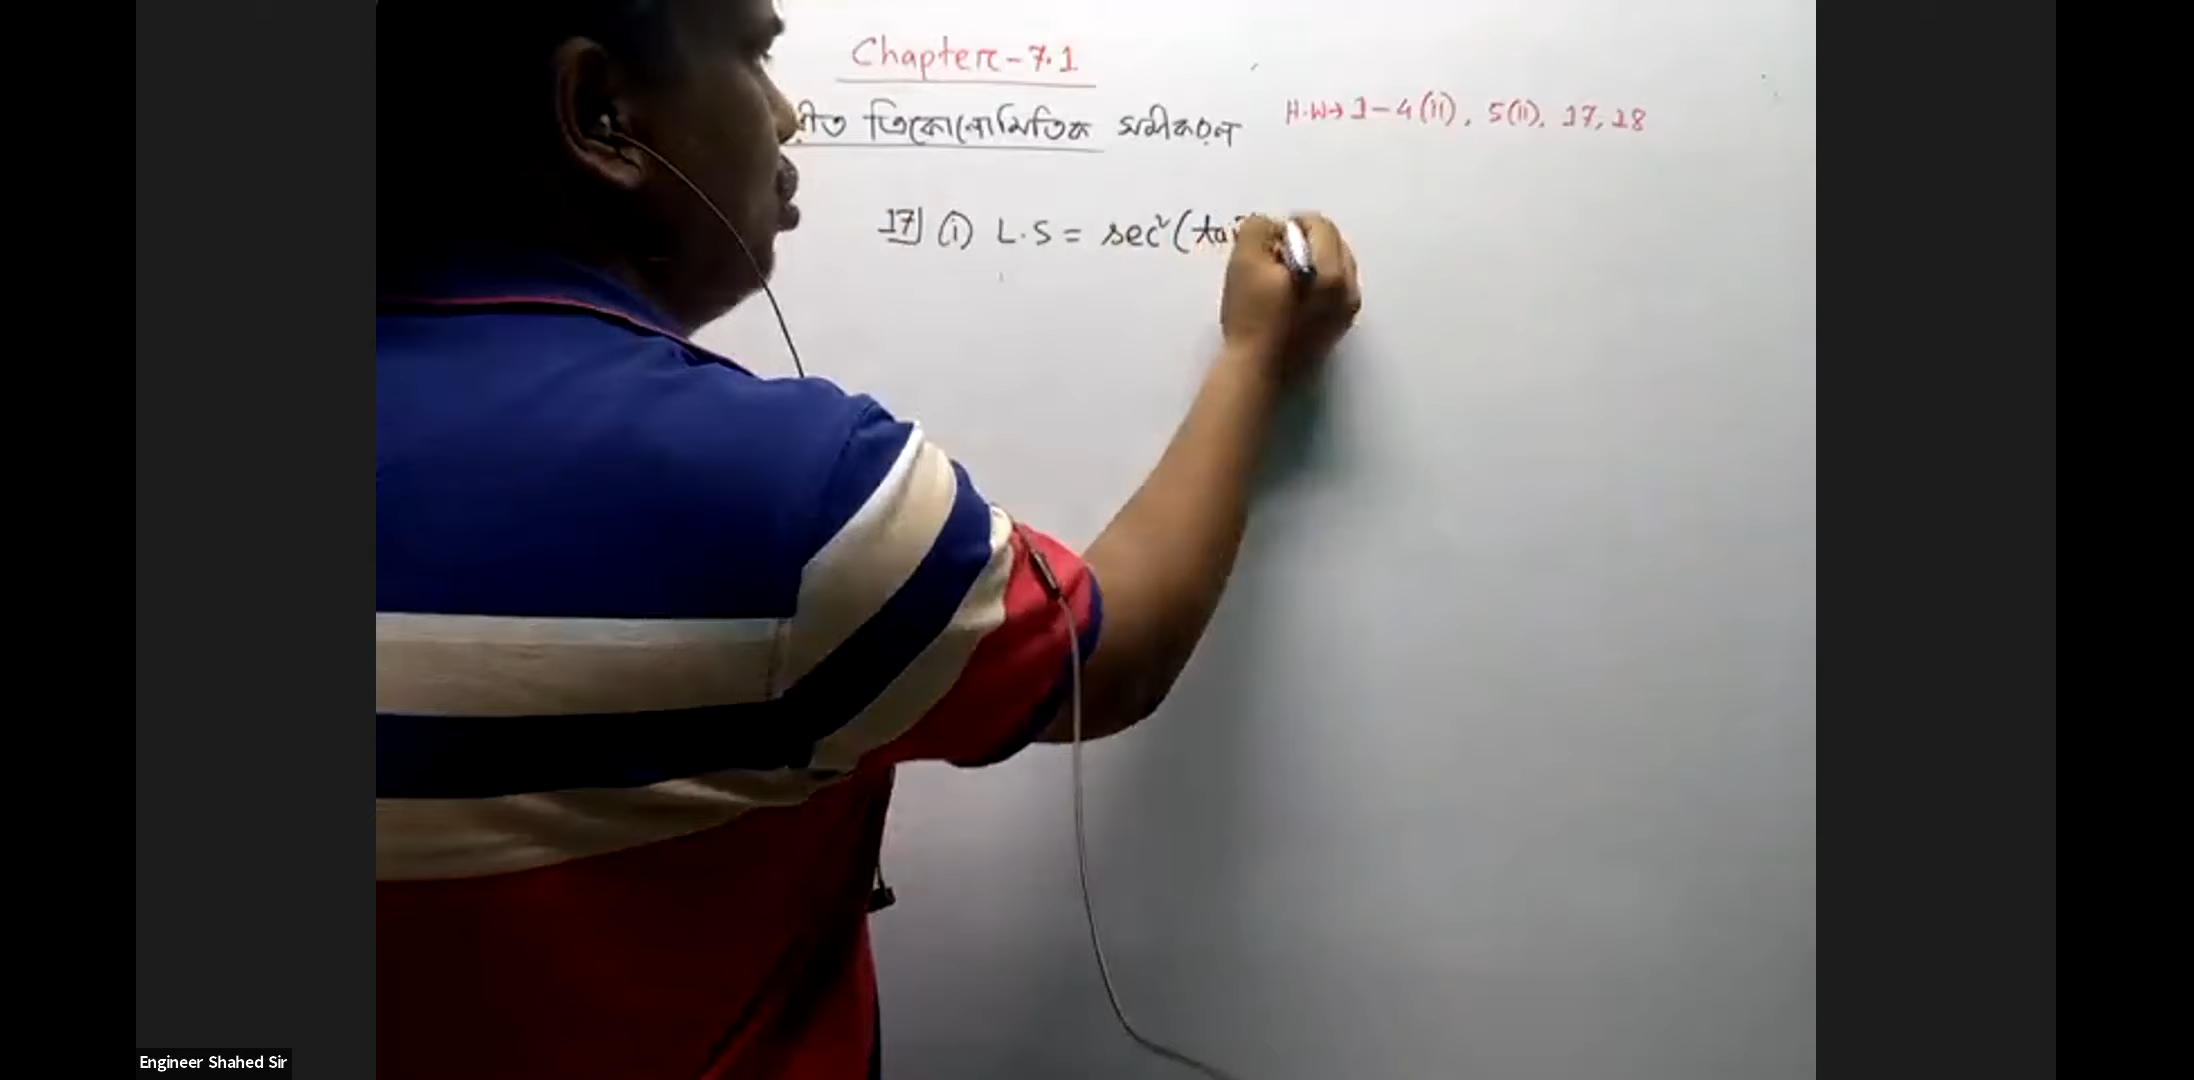 Chapter-7.1
ত্রিকোণমিতিক সমীকরণ
H.W→ 1-4(ii), 5(ii), 17, 18
17] (i) L.S = sec²(ta
Engineer Shahed Sir